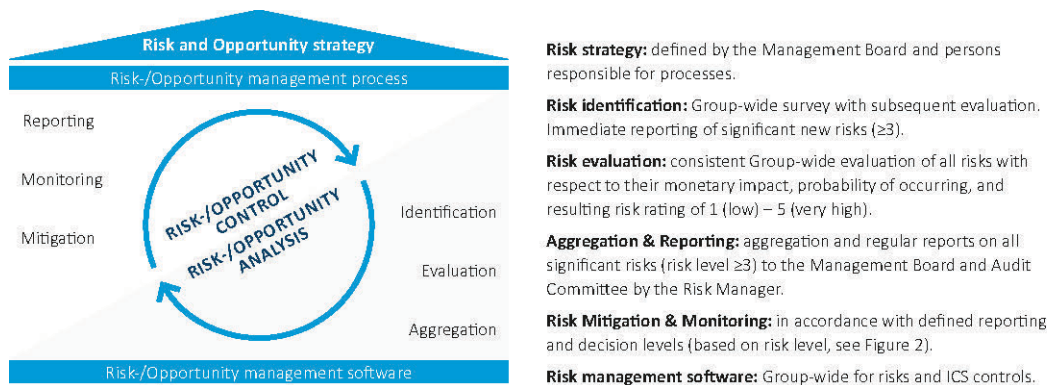 Risk and Opportunity strategy
Risk-/Opportunity management process
Reporting
Monitoring
Mitigation
RISK-/OPPORTUNITY
CONTROL
RISK-/OPPORTUNITY
ANALYSIS
Identification
Evaluation
Aggregation
Risk-/Opportunity management software
Risk strategy: defined by the Management Board and persons
responsible for processes.
Risk identification: Group-wide survey with subsequent evaluation.
Immediate reporting of significant new risks (≥3).
Risk evaluation: consistent Group-wide evaluation of all risks with
respect to their monetary impact, probability of occurring, and
resulting risk rating of 1 (low) – 5 (very high).
Aggregation & Reporting: aggregation and regular reports on all
significant risks (risk level ≥3) to the Management Board and Audit
Committee by the Risk Manager.
Risk Mitigation & Monitoring: in accordance with defined reporting
and decision levels (based on risk level, see Figure 2).
Risk management software: Group-wide for risks and ICS controls.